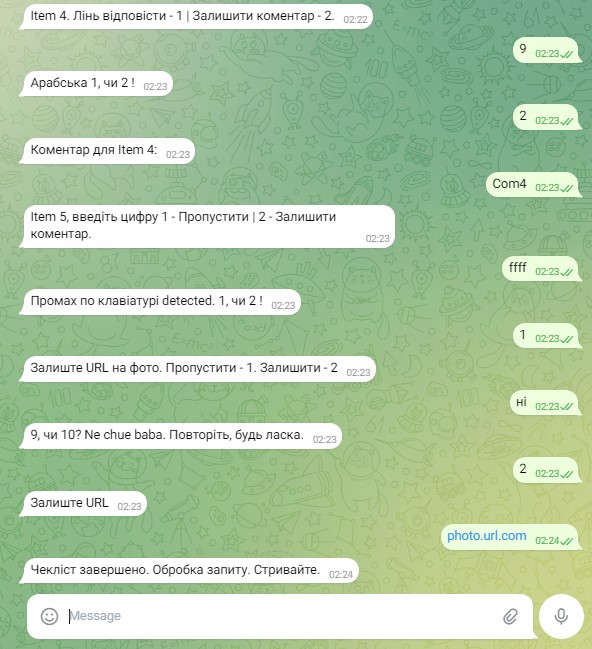 Item 4. Лінь відповісти - 1 | Залишити коментар - 2. 02:22
9 02:23
Арабська 1, чи 2 ! 02:23
2 02:23
Коментар для Item 4: 02:23
Com4 02:23
Item 5, введіть цифру 1 - Пропустити | 2 - Залишити
коментар. 02:23
ffff 02:23
Промах по клавіатурі detected. 1, чи 2 ! 02:23
1 02:23
Залиште URL на фото. Пропустити - 1. Залишити - 2 02:23
ні 02:23
9, чи 10? Ne chue baba. Повторіть, будь ласка. 02:23
2 02:23
Залиште URL 02:23
photo.url.com 02:24
Чекліст завершено. Обробка запиту. Стривайте. 02:24
Message